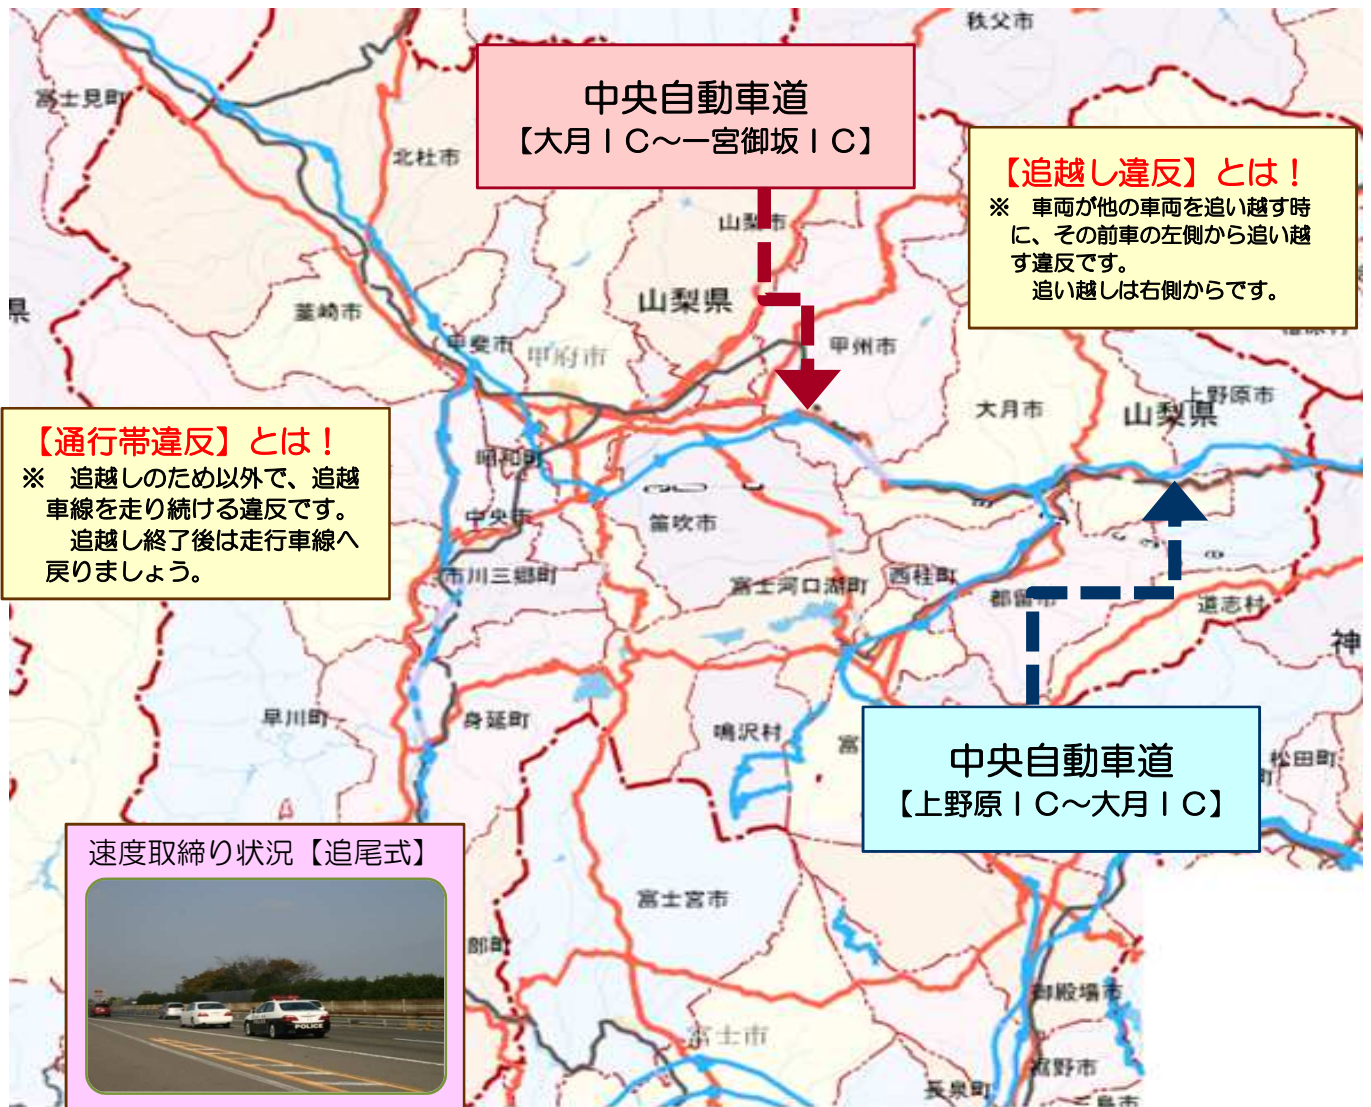 秩父市
富士見町
中央自動車道
【大月ＩＣ～一宮御坂ＩＣ】
北杜市
【追越し違反】とは！
※　車両が他の車両を追い越す時
に、その前車の左側から追い越
す違反です。
追い越しは右側からです。
山梨市
山梨県
韮崎市
県
甲斐市
甲府市
甲州市
大月市
上野原市
山梨県
【通行帯違反】とは！
※　追越しのため以外で、追越
車線を走り続ける違反です。
追越し終了後は走行車線へ
戻りましょう。
昭和町
中央市
笛吹市
市川三郷町
富士河口湖町
西桂町
都留市
道志村
神
早川町
身延町
鳴沢村
富
中央自動車道
【上野原ＩＣ～大月ＩＣ】
松田町
町
速度取締り状況【追尾式】
POLICE
富士宮市
部町
御殿場市
富士市
裾野市
長泉町
三島市